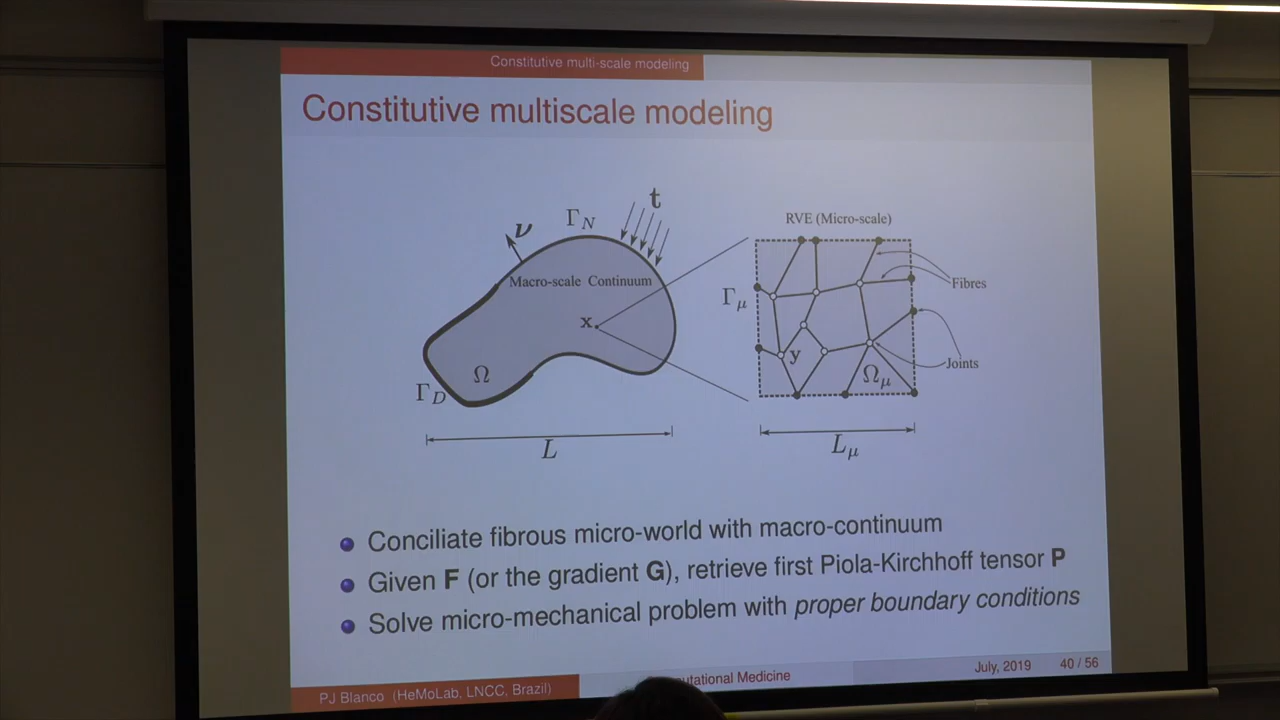 Constitutive multi-scale modeling
Constitutive multiscale modeling
t
Γ_N
ν
RVE (Micro-scale)
Macro-scale Continuum
Fibres
Γ_μ
x
y
Joints
Ω
Ω_μ
Γ_D
L
L_μ
Conciliate fibrous micro-world with macro-continuum
Given F (or the gradient G), retrieve first Piola-Kirchhoff tensor P
Solve micro-mechanical problem with proper boundary conditions
PJ Blanco (HeMoLab, LNCC, Brazil)
Medicine
July, 2019
40 / 56